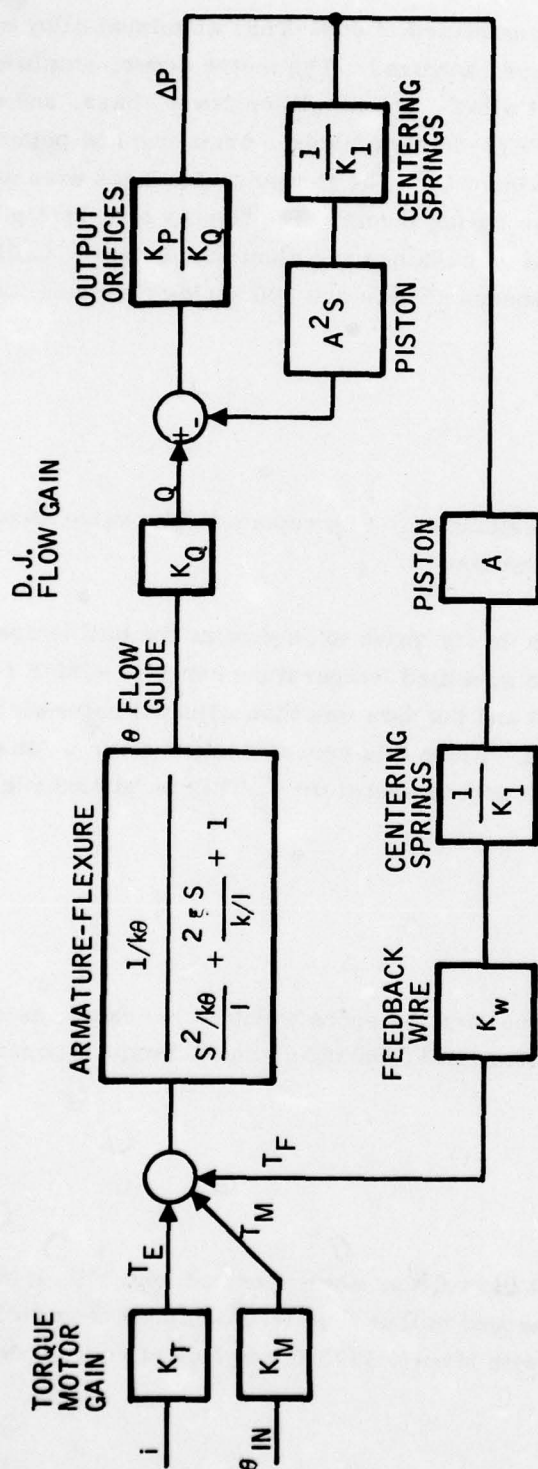 TORQUE
MOTOR
GAIN
i
K_T
T_E
θ_IN
K_M
T_M
T_F
ARMATURE-FLEXURE
1/kθ
S²/kθ/I + 2ξS/k/I + 1
θ FLOW
GUIDE
D.J.
FLOW GAIN
K_Q
Q
+
-
OUTPUT
ORIFICES
K_P
K_Q
ΔP
A²S
PISTON
1
K_1
CENTERING
SPRINGS
PISTON
A
CENTERING
SPRINGS
1
K_1
FEEDBACK
WIRE
K_w